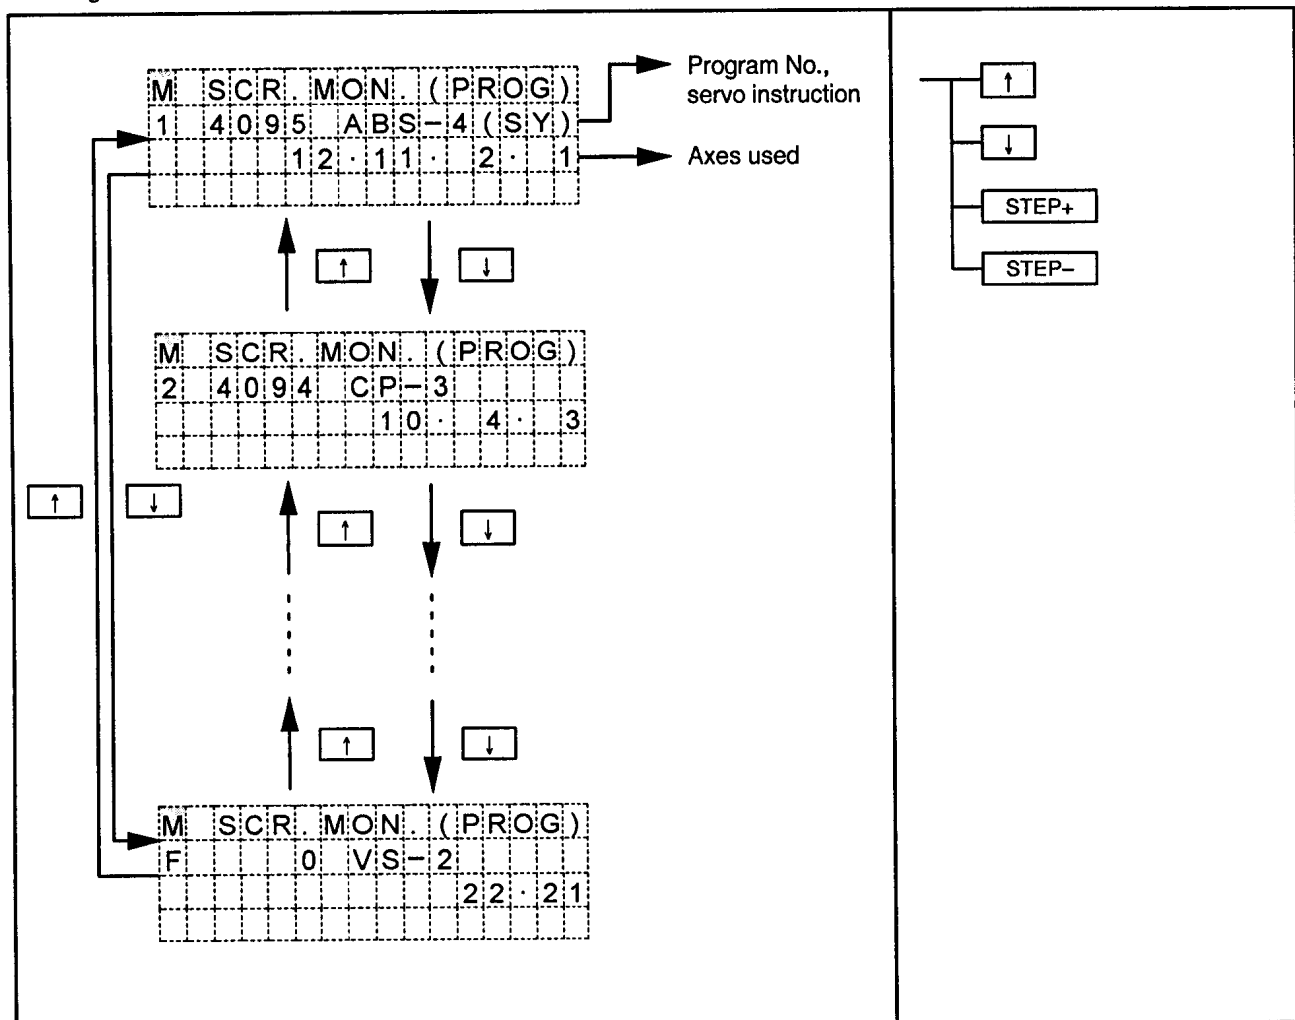 M SCR.MON.(PROG)
1 4095 ABS-4(SY)
12·11· 2· 1
Program No.,
servo instruction
Axes used
↑
↓
STEP+
STEP-
↑ ↓
M SCR.MON.(PROG)
2 4094 CP-3
10· 4· 3
↑ ↓
↑ ↓
↑ ↓
M SCR.MON.(PROG)
F 0 VS-2
22·21